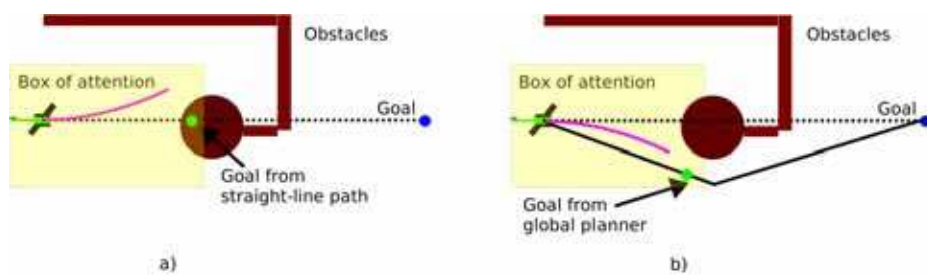 Obstacles
Box of attention
Goal
Goal from
straight-line path
a)
Obstacles
Box of attention
Goal
Goal from
global planner
b)